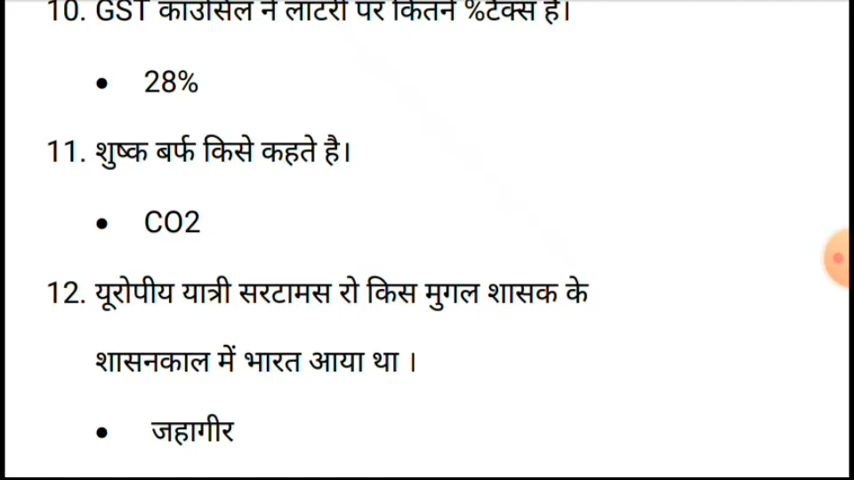 10. GST काउंसिल ने लॉटरी पर कितने %टैक्स है।
• 28%
11. शुष्क बर्फ किसे कहते है।
• CO2
12. यूरोपीय यात्री सरटामस रो किस मुगल शासक के
शासनकाल में भारत आया था ।
• जहागीर